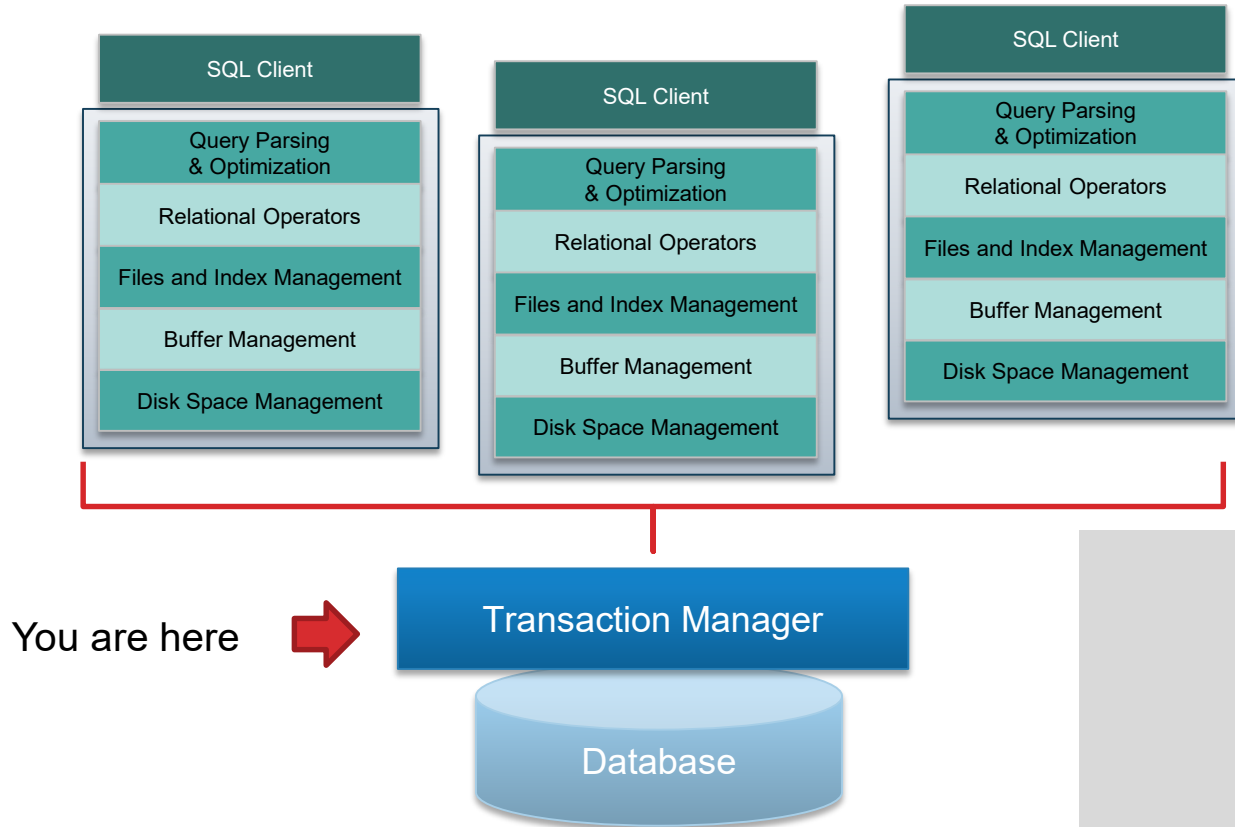 SQL Client
Query Parsing
& Optimization
Relational Operators
Files and Index Management
Buffer Management
Disk Space Management
SQL Client
Query Parsing
& Optimization
Relational Operators
Files and Index Management
Buffer Management
Disk Space Management
SQL Client
Query Parsing
& Optimization
Relational Operators
Files and Index Management
Buffer Management
Disk Space Management
You are here
Transaction Manager
Database